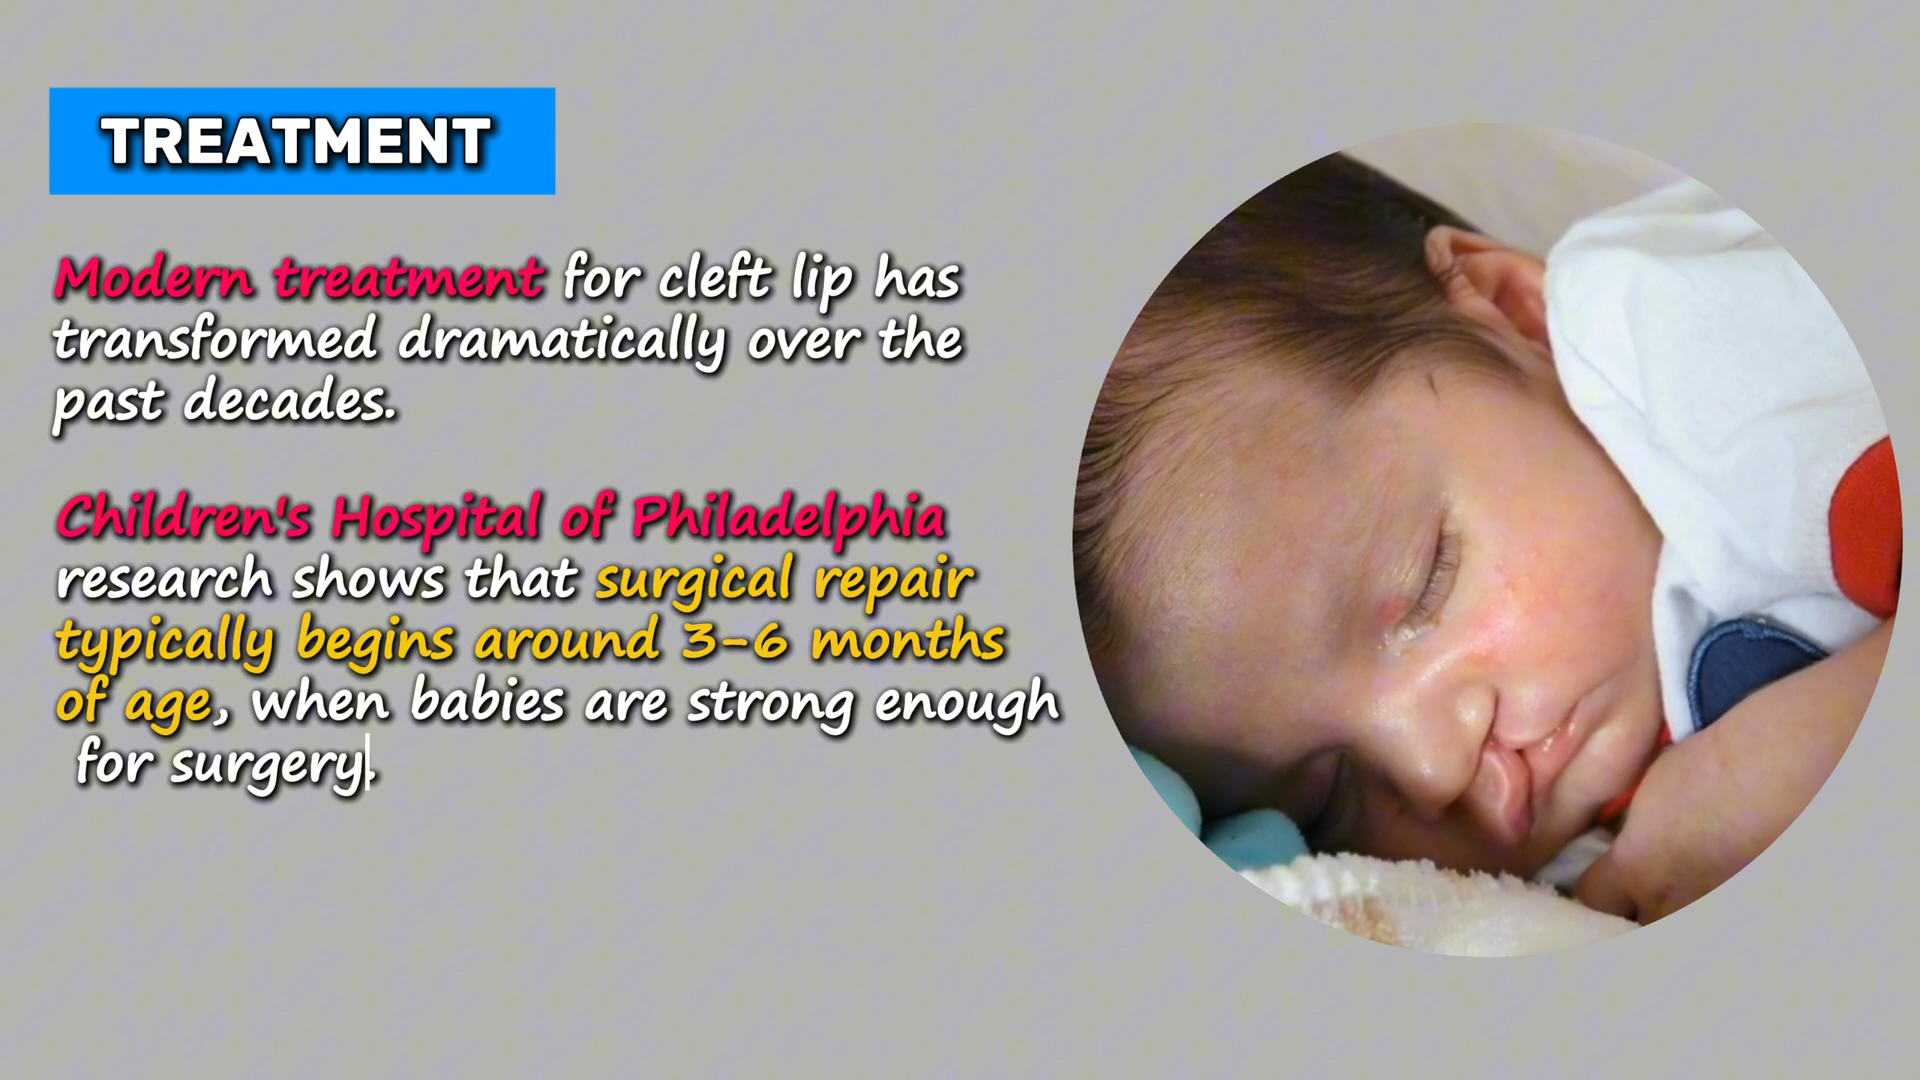 TREATMENT
Modern treatment for cleft lip has
transformed dramatically over the
past decades.
Children's Hospital of Philadelphia
research shows that surgical repair
typically begins around 3-6 months
of age, when babies are strong enough
for surgery.